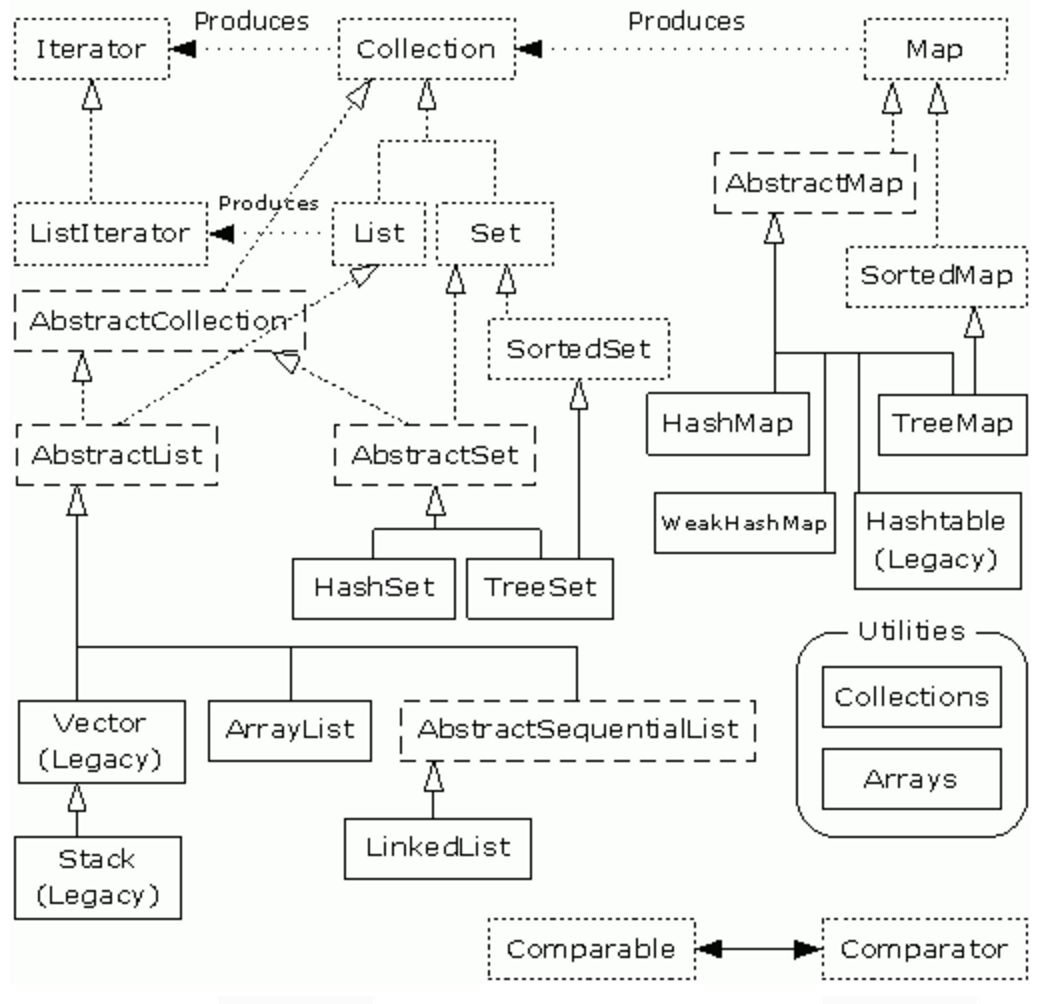 Produces
Produces
Iterator
Collection
Map
AbstractMap
Produces
ListIterator
List
Set
SortedMap
AbstractCollection
SortedSet
HashMap
TreeMap
AbstractList
AbstractSet
WeakHashMap
Hashtable
(Legacy)
HashSet
TreeSet
Utilities
Collections
Vector
(Legacy)
ArrayList
AbstractSequentialList
Arrays
LinkedList
Stack
(Legacy)
Comparable
Comparator